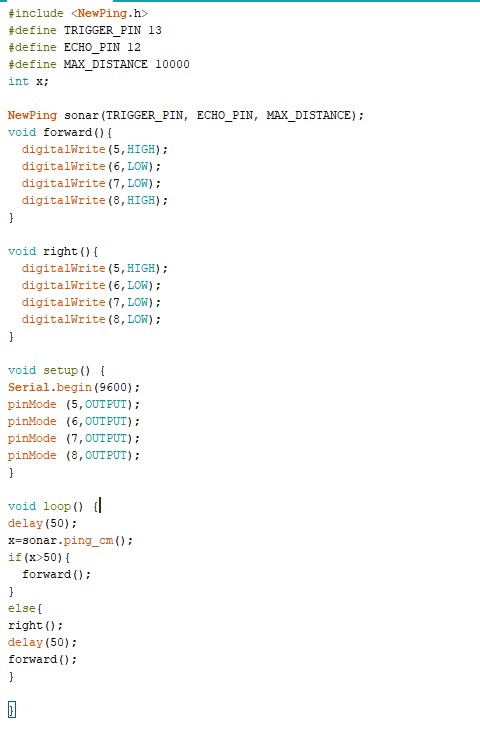 #include <NewPing.h>
#define TRIGGER_PIN 13
#define ECHO_PIN 12
#define MAX_DISTANCE 10000
int x;

NewPing sonar(TRIGGER_PIN, ECHO_PIN, MAX_DISTANCE);
void forward(){
  digitalWrite(5,HIGH);
  digitalWrite(6,LOW);
  digitalWrite(7,LOW);
  digitalWrite(8,HIGH);
}

void right(){
  digitalWrite(5,HIGH);
  digitalWrite(6,LOW);
  digitalWrite(7,LOW);
  digitalWrite(8,LOW);
}

void setup() {
Serial.begin(9600);
pinMode (5,OUTPUT);
pinMode (6,OUTPUT);
pinMode (7,OUTPUT);
pinMode (8,OUTPUT);
}

void loop() {
delay(50);
x=sonar.ping_cm();
if(x>50){
  forward();
}
else{
right();
delay(50);
forward();
}

}